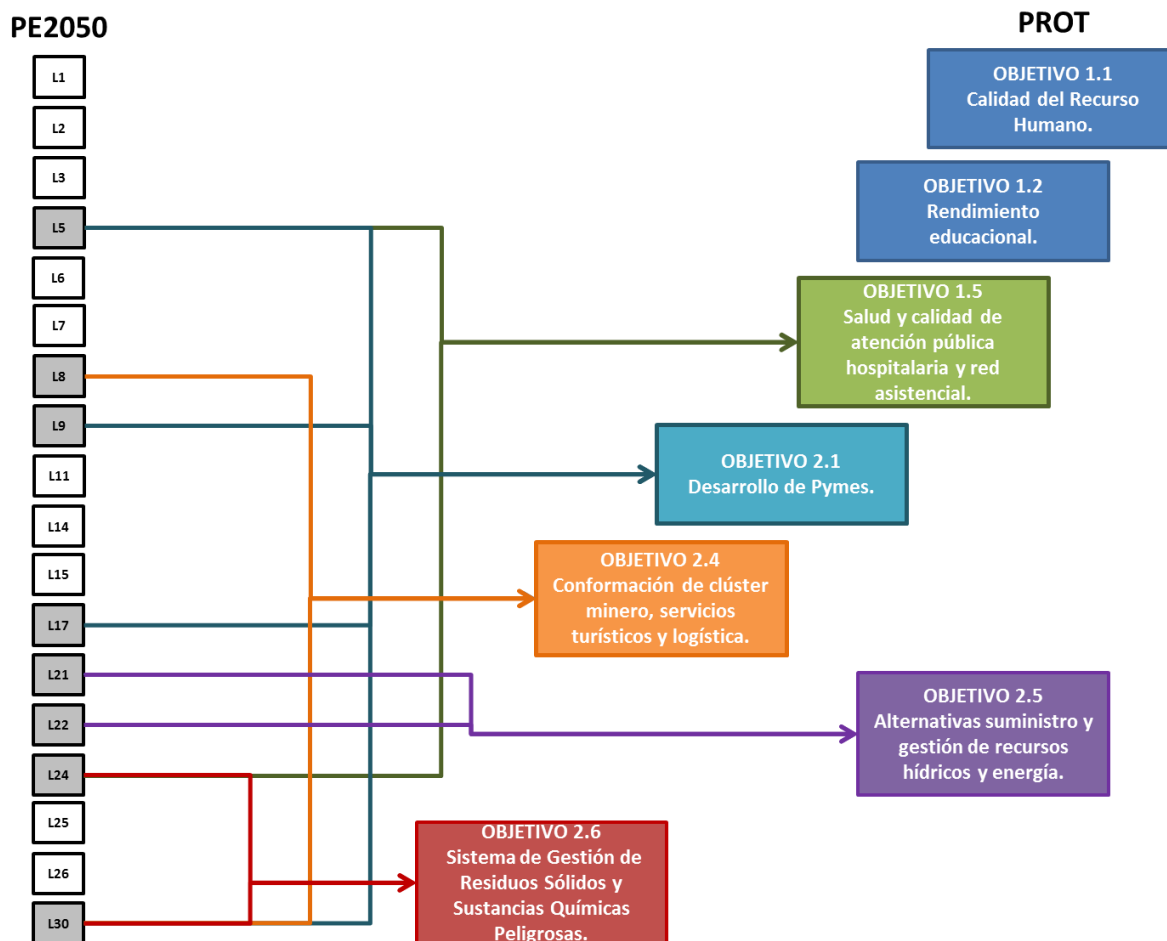 PE2050
PROT
L1
L2
L3
L5
L6
L7
L8
L9
L11
L14
L15
L17
L21
L22
L24
L25
L26
L30
OBJETIVO 1.1
Calidad del Recurso
Humano.
OBJETIVO 1.2
Rendimiento
educacional.
OBJETIVO 1.5
Salud y calidad de
atención pública
hospitalaria y red
asistencial.
OBJETIVO 2.1
Desarrollo de Pymes.
OBJETIVO 2.4
Conformación de clúster
minero, servicios
turísticos y logística.
OBJETIVO 2.5
Alternativas suministro y
gestión de recursos
hídricos y energía.
OBJETIVO 2.6
Sistema de Gestión de
Residuos Sólidos y
Sustancias Químicas
Peligrosas.